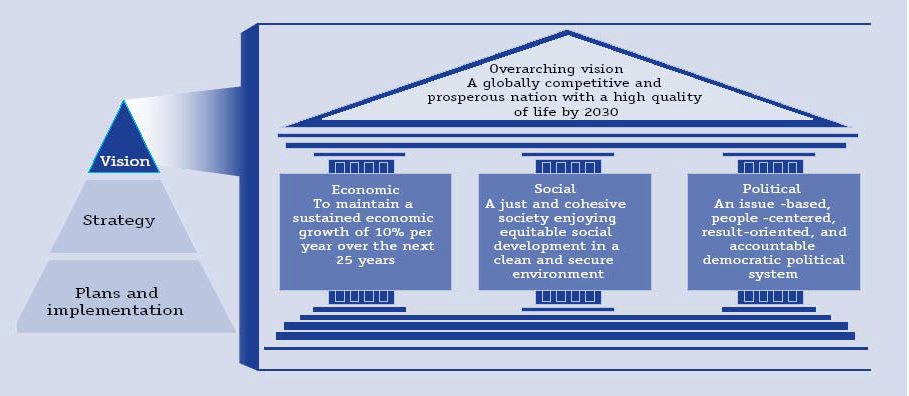 Vision
Strategy
Plans and
implementation
Overarching vision
A globally competitive and
prosperous nation with a high quality
of life by 2030
Economic
To maintain a
sustained economic
growth of 10% per
year over the next
25 years
Social
A just and cohesive
society enjoying
equitable social
development in a
clean and secure
environment
Political
An issue -based,
people -centered,
result-oriented, and
accountable
democratic political
system